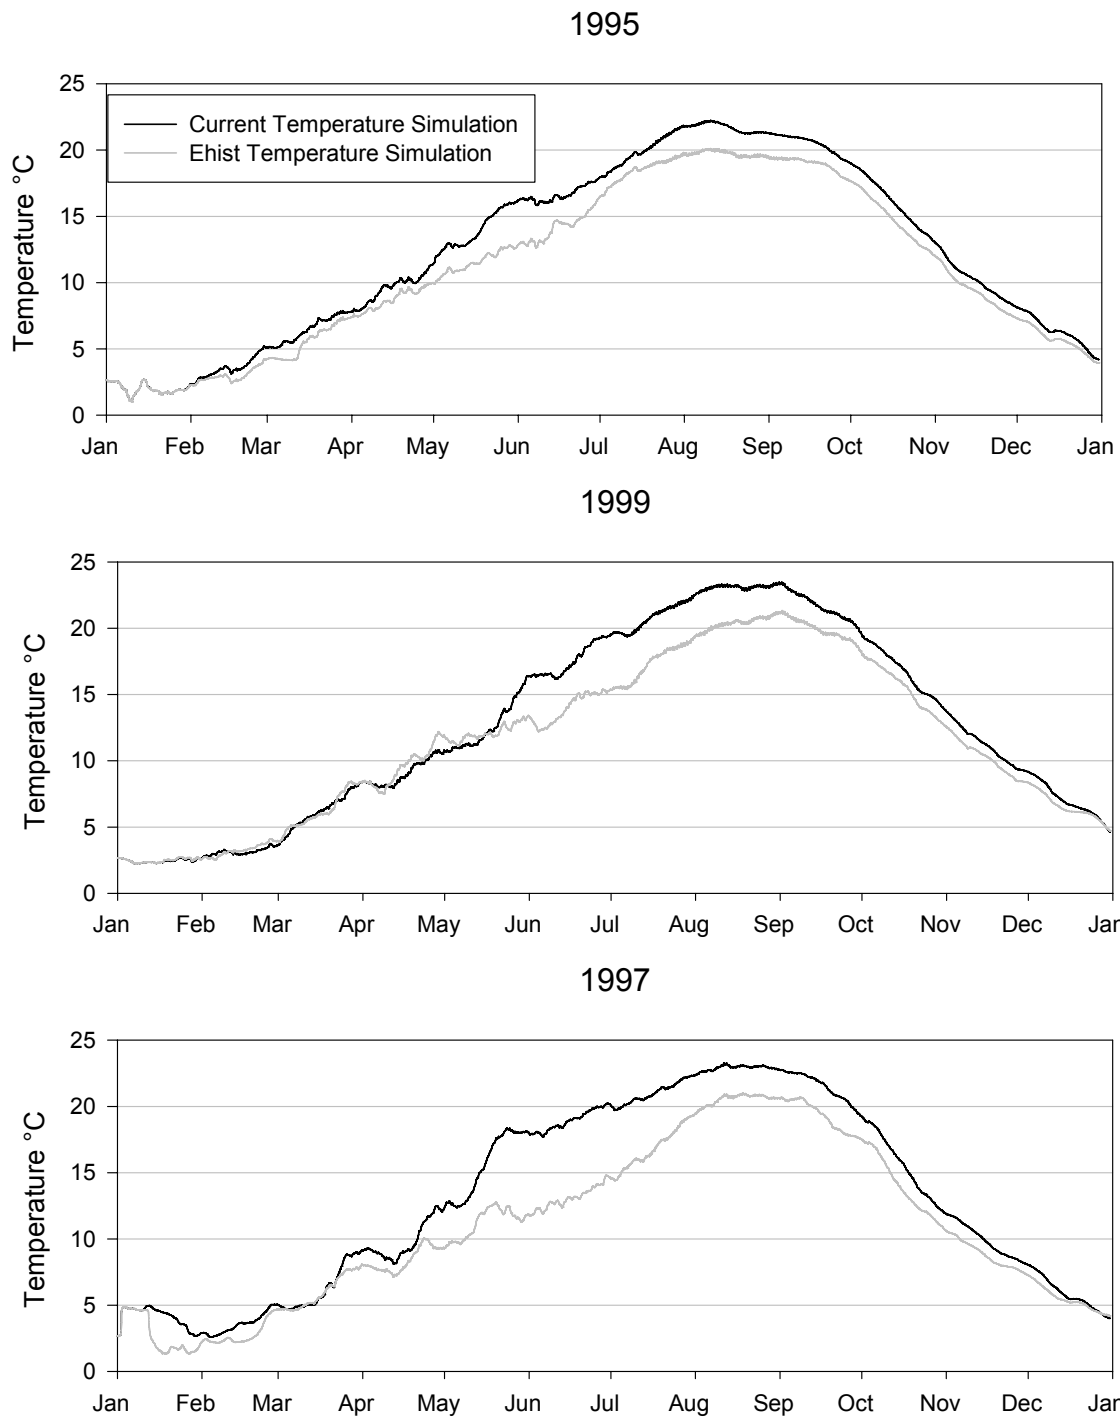 1995
25
20
15
10
5
0
Temperature °C
Current Temperature Simulation
Ehist Temperature Simulation
Jan Feb Mar Apr May Jun Jul Aug Sep Oct Nov Dec Jan
1999
25
20
15
10
5
0
Temperature °C
Jan Feb Mar Apr May Jun Jul Aug Sep Oct Nov Dec Jan
1997
25
20
15
10
5
0
Temperature °C
Jan Feb Mar Apr May Jun Jul Aug Sep Oct Nov Dec Jan